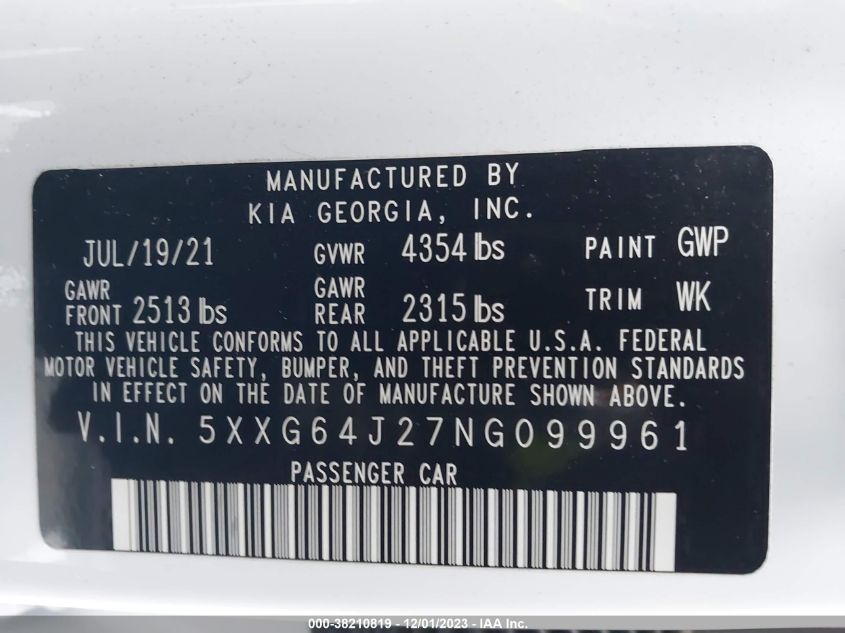 MANUFACTURED BY
KIA GEORGIA, INC.
JUL/19/21 GVWR 4354 lbs PAINT GWP
GAWR FRONT 2513 lbs GAWR REAR 2315 lbs TRIM WK
THIS VEHICLE CONFORMS TO ALL APPLICABLE U.S.A. FEDERAL
MOTOR VEHICLE SAFETY, BUMPER, AND THEFT PREVENTION STANDARDS
IN EFFECT ON THE DATE OF MANUFACTURE SHOWN ABOVE.
V.I.N. 5XXG64J27NG099961
PASSENGER CAR
000-38210819 - 12/01/2023 - IAA Inc.